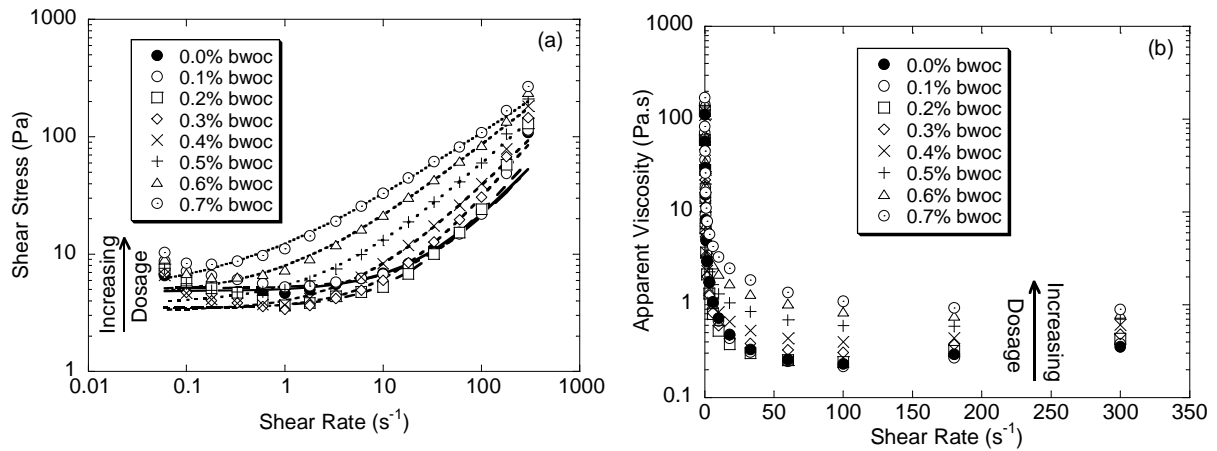 (a)
1000
100
10
1
Shear Stress (Pa)
0.0% bwoc
0.1% bwoc
0.2% bwoc
0.3% bwoc
0.4% bwoc
0.5% bwoc
0.6% bwoc
0.7% bwoc
Increasing
Dosage
0.01 0.1 1 10 100 1000
Shear Rate (s⁻¹)
(b)
1000
100
10
1
0.1
Apparent Viscosity (Pa.s)
0.0% bwoc
0.1% bwoc
0.2% bwoc
0.3% bwoc
0.4% bwoc
0.5% bwoc
0.6% bwoc
0.7% bwoc
Increasing
Dosage
0 50 100 150 200 250 300 350
Shear Rate (s⁻¹)